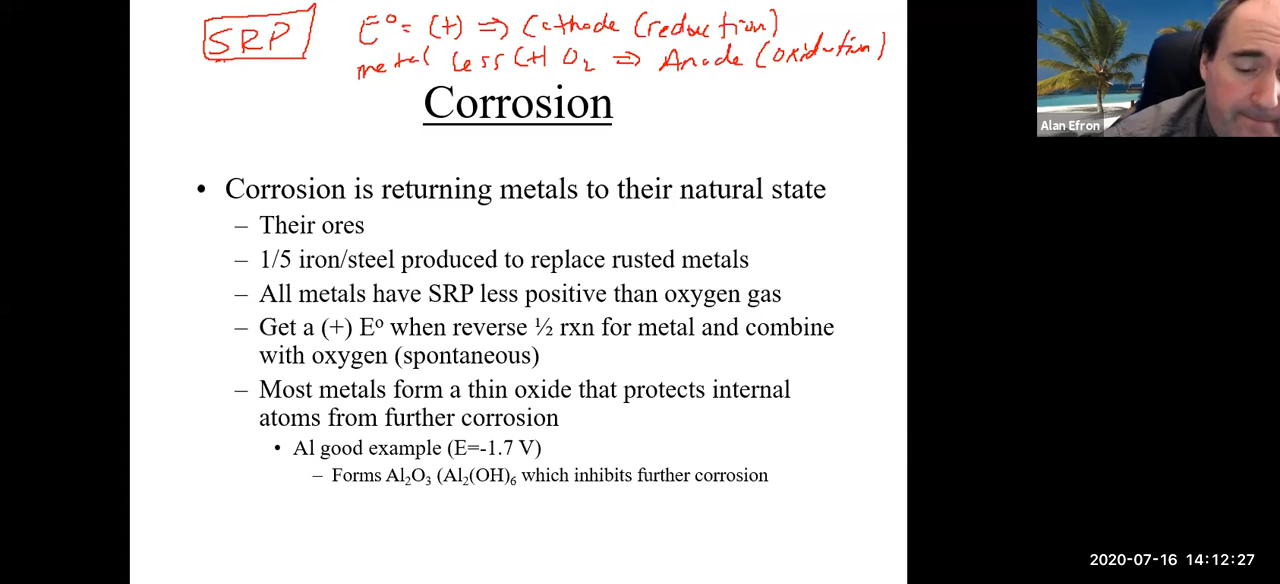 SRP E° = (+) ⇒ Cathode (reduction)
metal less (+) O₂ ⇒ Anode (oxidation)
Corrosion
• Corrosion is returning metals to their natural state
– Their ores
– 1/5 iron/steel produced to replace rusted metals
– All metals have SRP less positive than oxygen gas
– Get a (+) Eº when reverse ½ rxn for metal and combine
with oxygen (spontaneous)
– Most metals form a thin oxide that protects internal
atoms from further corrosion
• Al good example (E=-1.7 V)
– Forms Al₂O₃ (Al₂(OH)₆ which inhibits further corrosion
Alan Efron
2020-07-16 14:12:27